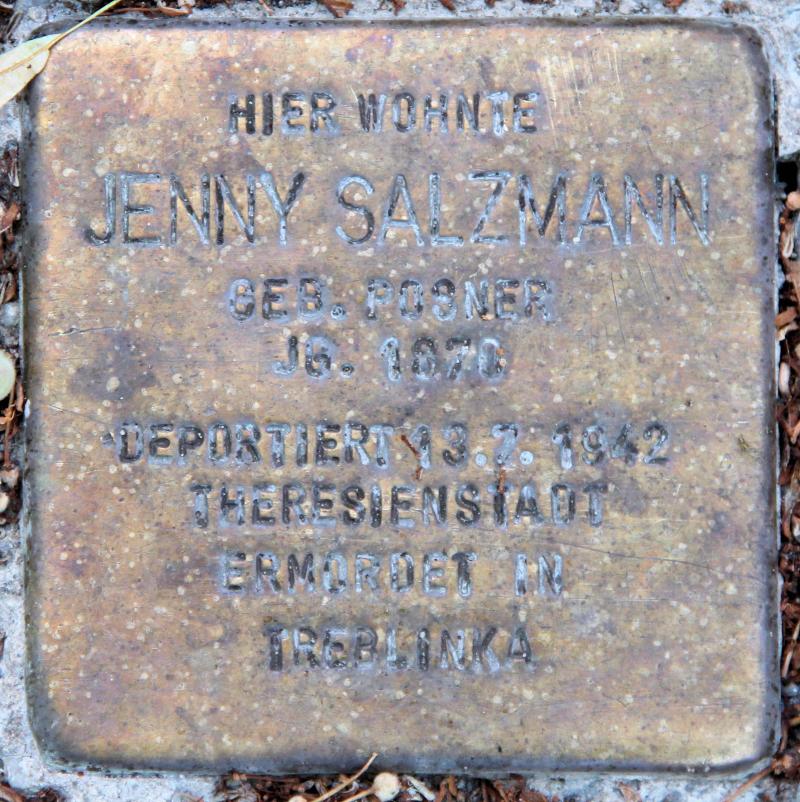 HIER WOHNTE
JENNY SALZMANN
GEB. POSNER
JG. 1870
DEPORTIERT 13.7.1942
THERESIENSTADT
ERMORDET IN
TREBLINKA